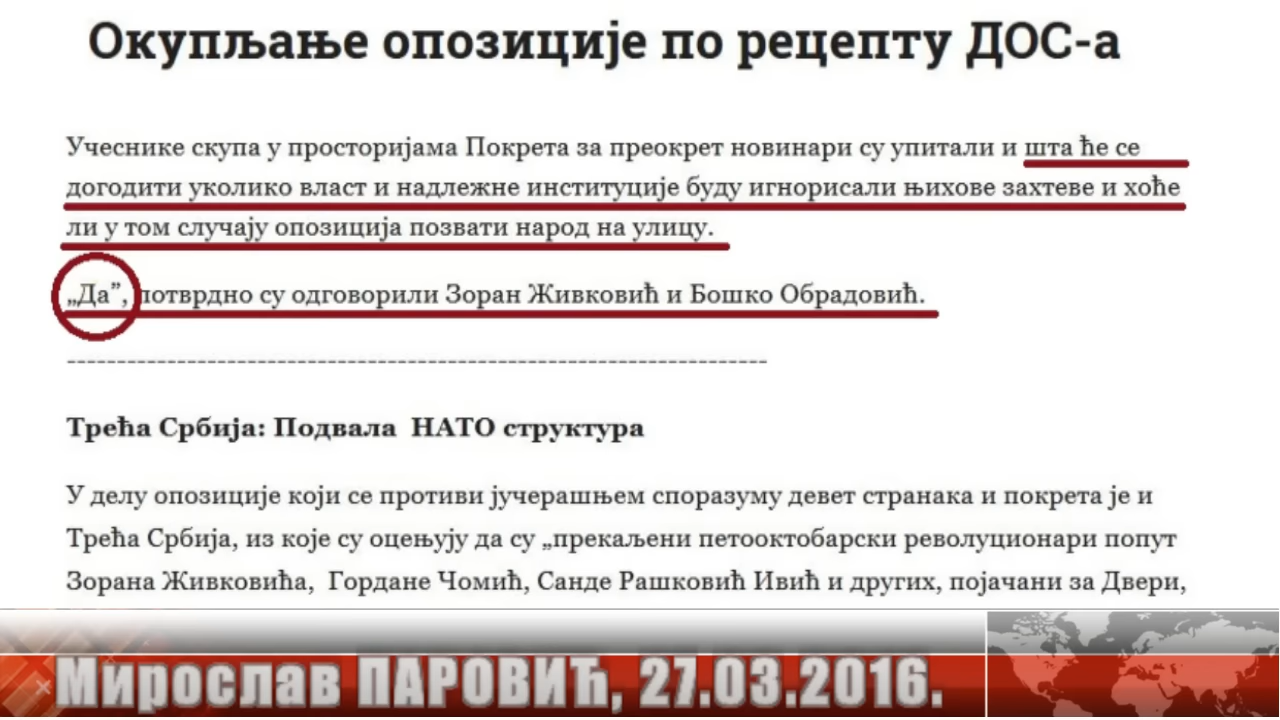 Окупљање опозиције по рецепту ДОС-а
Учеснике скупа у просторијама Покрета за преокрет новинари су упитали и шта ће се
догодити уколико власт и надлежне институције буду игнорисали њихове захтеве и хоће
ли у том случају опозиција позвати народ на улицу.
„Да”, потврдно су одговорили Зоран Живковић и Бошко Обрадовић.
----------------------------------------------------------------------
Трећа Србија: Подвала НАТО структура
У делу опозиције који се противи јучерашњем споразуму девет странака и покрета је и
Трећа Србија, из које су оцењују да су „прекаљени петооктобарски револуционари попут
Зорана Живковића, Гордане Чомић, Санде Рашковић Ивић и других, појачани за Двери,
Мирослав ПАРОВИЋ, 27.03.2016.